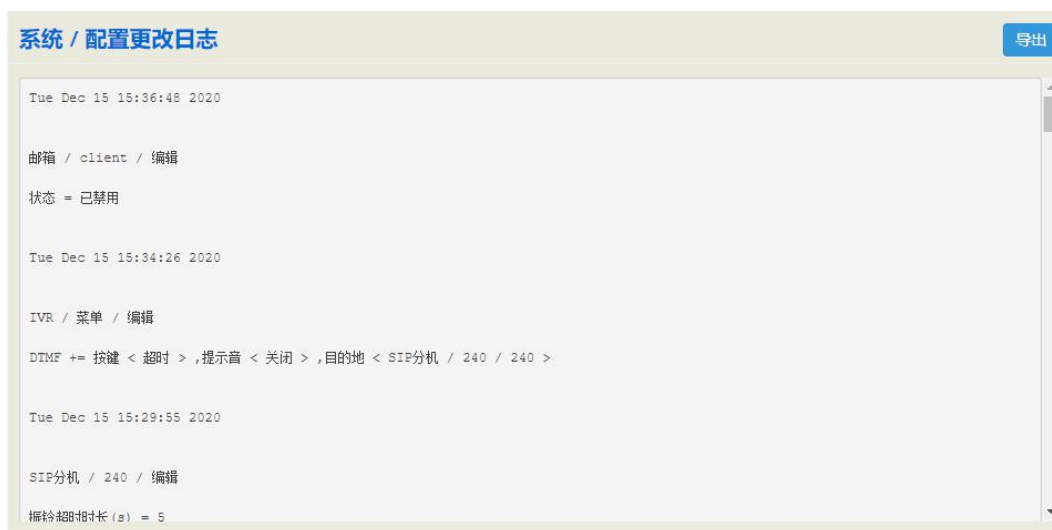 系统 / 配置更改日志
导出
Tue Dec 15 15:36:48 2020
邮箱 / client / 编辑
状态 = 已禁用
Tue Dec 15 15:34:26 2020
IVR / 菜单 / 编辑
DTMF += 按键 < 超时 > ,提示音 < 关闭 > ,目的地 < SIP分机 / 240 / 240 >
Tue Dec 15 15:29:55 2020
SIP分机 / 240 / 编辑
振铃超时时长(s) = 5